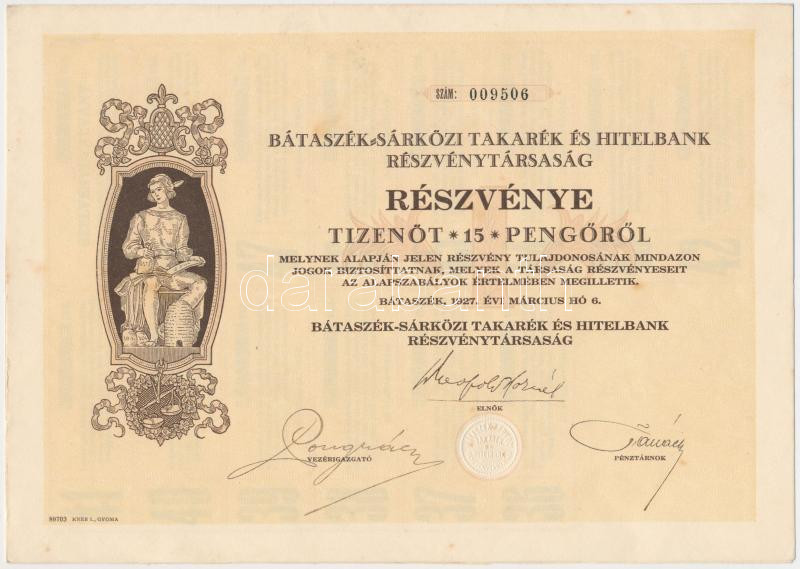 SZÁM: 009506
BÁTASZÉK-SÁRKÖZI TAKARÉK ÉS HITELBANK
RÉSZVÉNYTÁRSASÁG
RÉSZVÉNYE
TIZENÖT * 15 * PENGŐRŐL
MELYNEK ALAPJÁN JELEN RÉSZVÉNY TULAJDONOSÁNAK MINDAZON
JOGOK BIZTOSÍTTATNAK, MELYEK A TÁRSASÁG RÉSZVÉNYESEIT
AZ ALAPSZABÁLYOK ÉRTELMÉBEN MEGILLETIK.
BÁTASZÉK, 1927. ÉVI MÁRCIUS HÓ 6.
BÁTASZÉK-SÁRKÖZI TAKARÉK ÉS HITELBANK
RÉSZVÉNYTÁRSASÁG
ELNÖK
VEZÉRIGAZGATÓ
PÉNZTÁRNOK
89703 KNER I., GYOMA
darabanth